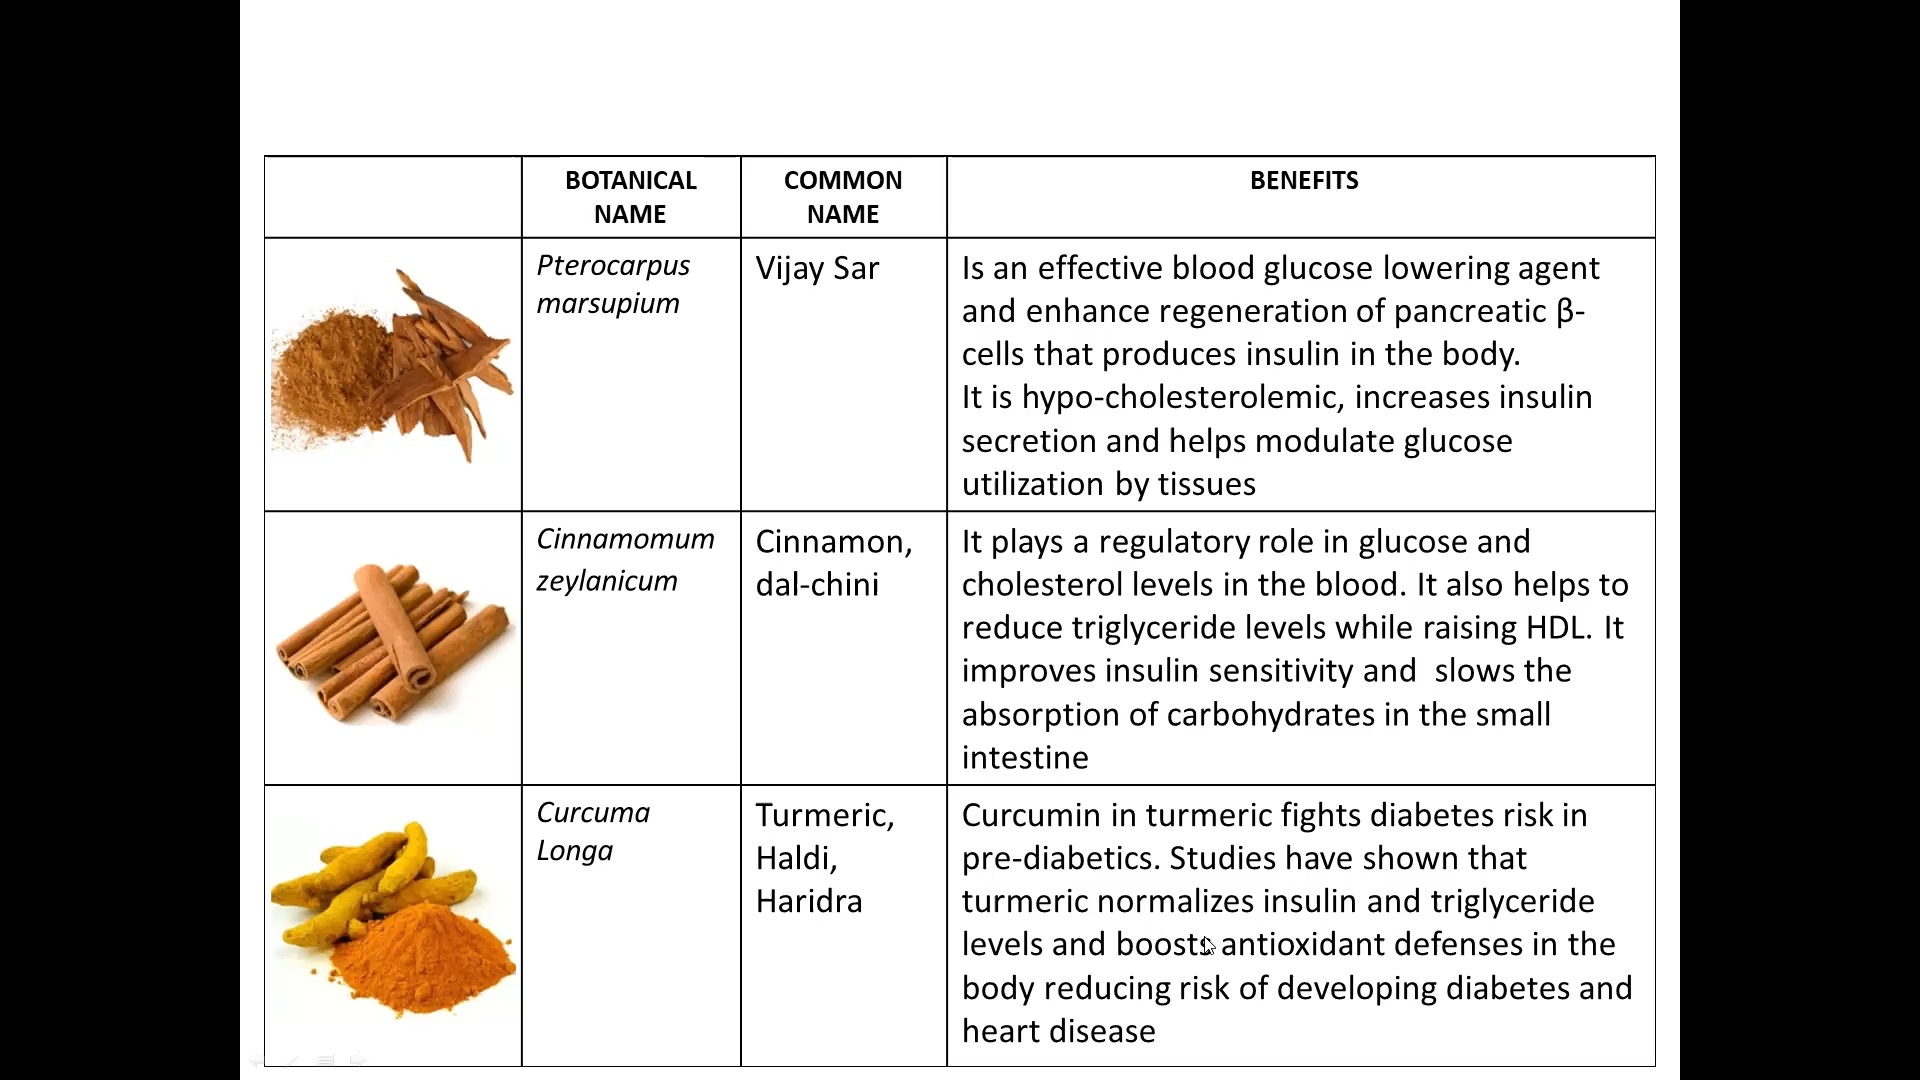 BOTANICAL
NAME
COMMON
NAME
BENEFITS
Pterocarpus
marsupium
Vijay Sar
Is an effective blood glucose lowering agent
and enhance regeneration of pancreatic β-
cells that produces insulin in the body.
It is hypo-cholesterolemic, increases insulin
secretion and helps modulate glucose
utilization by tissues
Cinnamomum
zeylanicum
Cinnamon,
dal-chini
It plays a regulatory role in glucose and
cholesterol levels in the blood. It also helps to
reduce triglyceride levels while raising HDL. It
improves insulin sensitivity and  slows the
absorption of carbohydrates in the small
intestine
Curcuma
Longa
Turmeric,
Haldi,
Haridra
Curcumin in turmeric fights diabetes risk in
pre-diabetics. Studies have shown that
turmeric normalizes insulin and triglyceride
levels and boosts antioxidant defenses in the
body reducing risk of developing diabetes and
heart disease